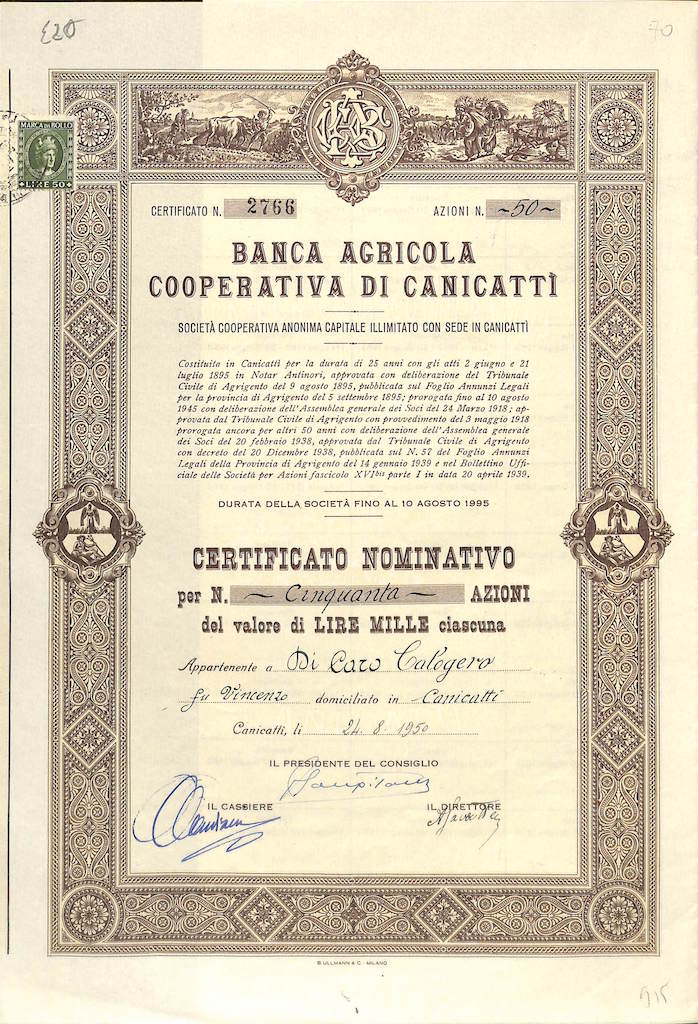 £20
70
MARCA DA BOLLO
LIRE 50
CERTIFICATO N. 2766
AZIONI N. ~50~
BANCA AGRICOLA
COOPERATIVA DI CANICATTÌ
SOCIETÀ COOPERATIVA ANONIMA CAPITALE ILLIMITATO CON SEDE IN CANICATTÌ
Costituita in Canicattì per la durata di 25 anni con gli atti 2 giugno e 21
luglio 1895 in Notar Antinori, approvata con deliberazione del Tribunale
Civile di Agrigento del 9 agosto 1895, pubblicata sul Foglio Annunzi Legali
per la provincia di Agrigento del 5 settembre 1895; prorogata fino al 10 agosto
1945 con deliberazione dell'Assemblea generale dei Soci del 24 Marzo 1918; ap-
provata dal Tribunale Civile di Agrigento con provvedimento del 3 maggio 1918
prorogata ancora per altri 50 anni con deliberazione dell'Assemblea generale
dei Soci del 20 febbraio 1938, approvata dal Tribunale Civile di Agrigento
con decreto del 20 Dicembre 1938, pubblicata sul N. 57 del Foglio Annunzi
Legali della Provincia di Agrigento del 14 gennaio 1939 e nel Bollettino Uffi-
ciale delle Società per Azioni fascicolo XVI bis parte I in data 20 aprile 1939.
DURATA DELLA SOCIETÀ FINO AL 10 AGOSTO 1995
CERTIFICATO NOMINATIVO
per N. ~ Cinquanta ~ AZIONI
del valore di LIRE MILLE ciascuna
Appartenente a Di Caro Calogero
fu Vincenzo domiciliato in Canicattì
Canicattì, li 24. 8. 1950
IL PRESIDENTE DEL CONSIGLIO
IL CASSIERE
IL DIRETTORE
B. ULLMANN & C. - MILANO